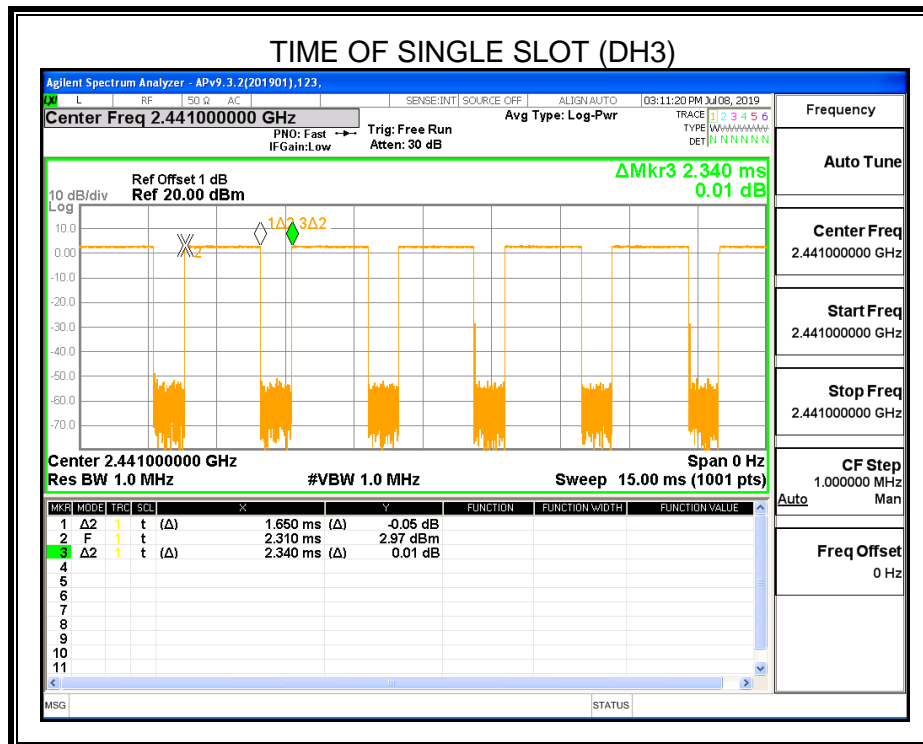 TIME OF SINGLE SLOT (DH3)
Agilent Spectrum Analyzer - APv9.3.2(201901),123,
LXI L RF 50 Ω AC SENSE:INT SOURCE OFF ALIGN AUTO 03:11:20 PM Jul 08, 2019
Center Freq 2.441000000 GHz
Avg Type: Log-Pwr
TRACE 1 2 3 4 5 6
PNO: Fast
Trig: Free Run
TYPE W
IFGain:Low
Atten: 30 dB
DET N N N N N N
Frequency
Auto Tune
Center Freq
2.441000000 GHz
Start Freq
2.441000000 GHz
Stop Freq
2.441000000 GHz
CF Step
1.000000 MHz
Auto Man
Freq Offset
0 Hz
ΔMkr3 2.340 ms
0.01 dB
Ref Offset 1 dB
10 dB/div Ref 20.00 dBm
Log
10.0
0.00
-10.0
-20.0
-30.0
-40.0
-50.0
-60.0
-70.0
2
1Δ2 3Δ2
Center 2.441000000 GHz Span 0 Hz
Res BW 1.0 MHz #VBW 1.0 MHz Sweep 15.00 ms (1001 pts)
MKR MODE TRC SCL X Y FUNCTION FUNCTION WIDTH FUNCTION VALUE
1 Δ2 1 t (Δ) 1.650 ms (Δ) -0.05 dB
2 F 1 t 2.310 ms 2.97 dBm
3 Δ2 1 t (Δ) 2.340 ms (Δ) 0.01 dB
4
5
6
7
8
9
10
11
MSG STATUS